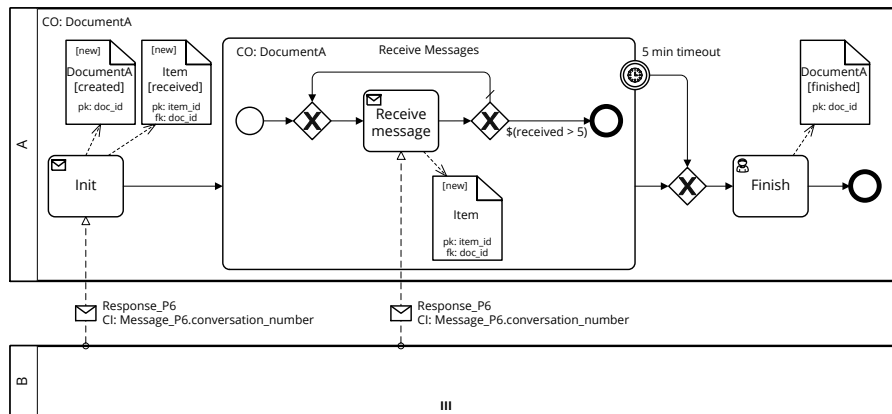 CO: DocumentA
[new]
DocumentA
[created]
pk: doc_id
[new]
Item
[received]
pk: item_id
fk: doc_id
CO: DocumentA
Receive Messages
5 min timeout
DocumentA
[finished]
pk: doc_id
A
Receive
message
$(received > 5)
Init
[new]
Item
pk: item_id
fk: doc_id
Finish
Response_P6
CI: Message_P6.conversation_number
Response_P6
CI: Message_P6.conversation_number
B